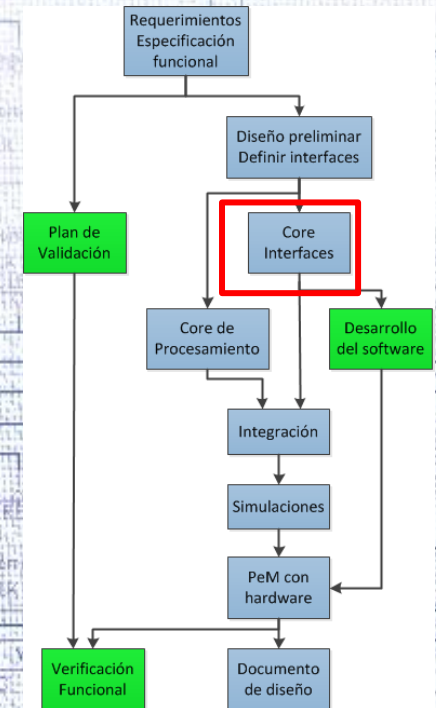 Requerimientos
Especificación
funcional
Diseño preliminar
Definir interfaces
Plan de
Validación
Core
Interfaces
Core de
Procesamiento
Desarrollo
del software
Integración
Simulaciones
PeM con
hardware
Verificación
Funcional
Documento
de diseño